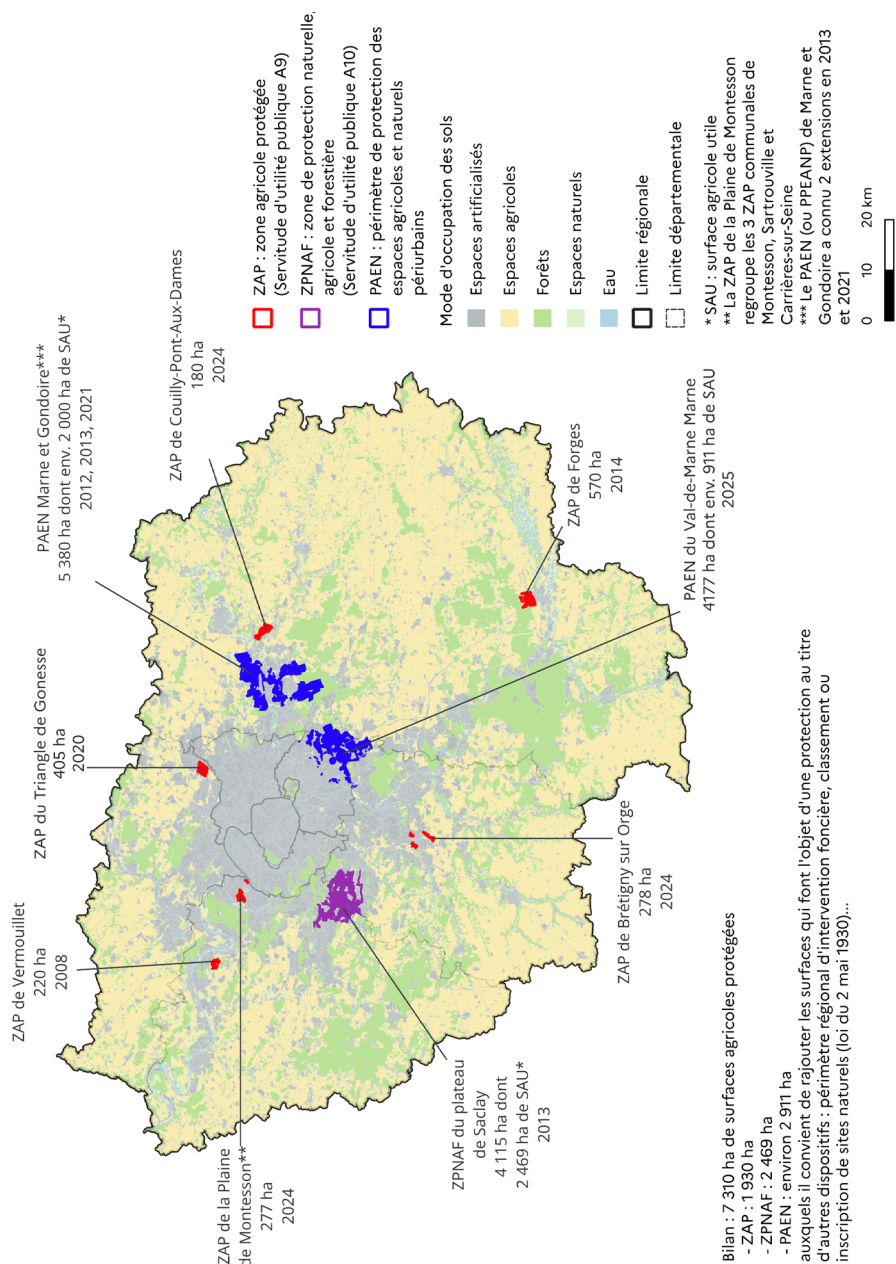 ZAP de Vermouillet
220 ha
2008
ZAP du Triangle de Gonesse
405 ha
2020
PAEN Marne et Gondoire***
5 380 ha dont env. 2 000 ha de SAU*
2012, 2013, 2021
ZAP de Couilly-Pont-Aux-Dames
180 ha
2024
ZAP de la Plaine
de Montesson**
277 ha
2024
ZPNAF du plateau
de Saclay
4 115 ha dont
2 469 ha de SAU*
2013
ZAP de Brétigny sur Orge
278 ha
2024
ZAP de Forges
570 ha
2014
PAEN du Val-de-Marne Marne
4177 ha dont env. 911 ha de SAU
2025
ZAP : zone agricole protégée
(Servitude d'utilité publique A9)
ZPNAF : zone de protection naturelle,
agricole et forestière
(Servitude d'utilité publique A10)
PAEN : périmètre de protection des
espaces agricoles et naturels
périurbains
Mode d'occupation des sols
Espaces artificialisés
Espaces agricoles
Forêts
Espaces naturels
Eau
Limite régionale
Limite départementale
* SAU : surface agricole utile
** La ZAP de la Plaine de Montesson
regroupe les 3 ZAP communales de
Montesson, Sartrouville et
Carrières-sur-Seine
*** Le PAEN (ou PPEANP) de Marne et
Gondoire a connu 2 extensions en 2013
et 2021
0 10 20 km
Bilan : 7 310 ha de surfaces agricoles protégées
- ZAP : 1 930 ha
- ZPNAF : 2 469 ha
- PAEN : environ 2 911 ha
auxquels il convient de rajouter les surfaces qui font l'objet d'une protection au titre
d'autres dispositifs : périmètre régional d'intervention foncière, classement ou
inscription de sites naturels (loi du 2 mai 1930)...